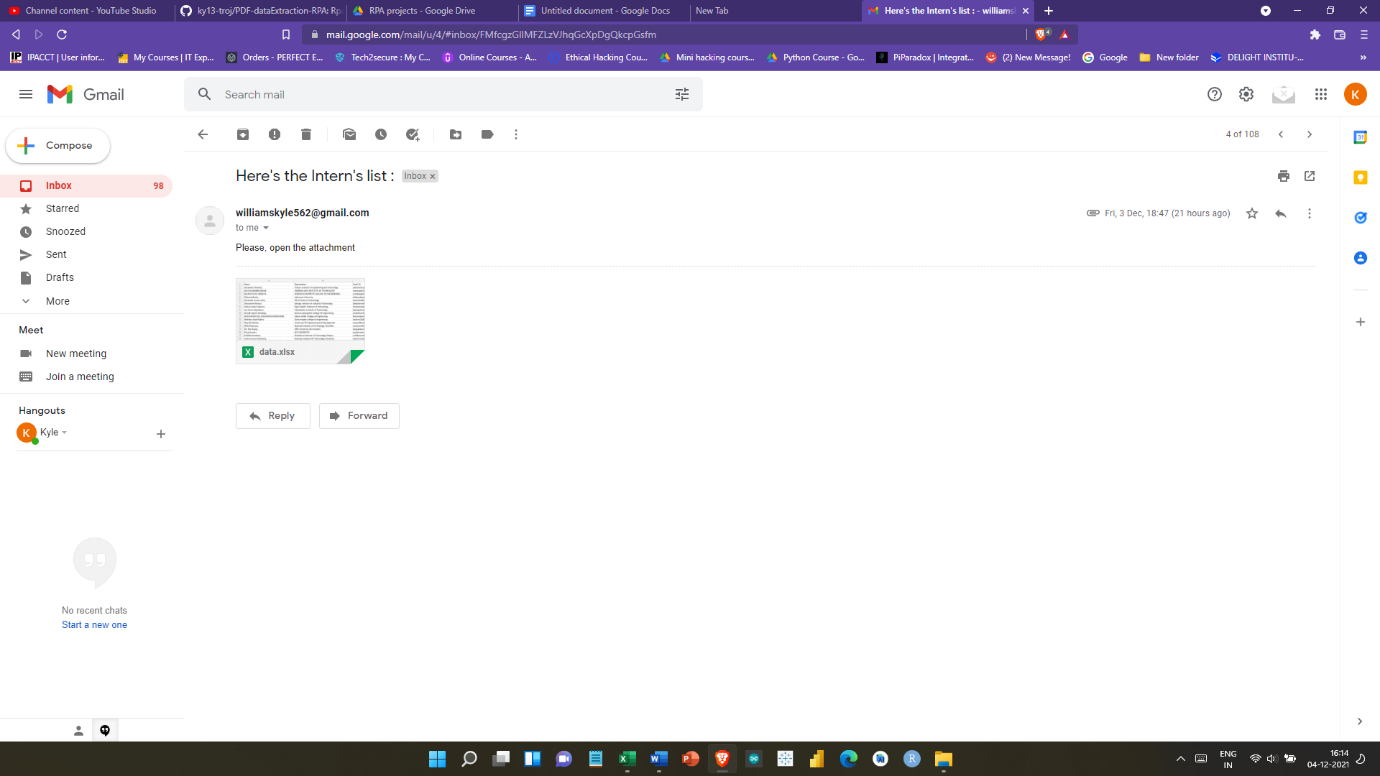 Channel content - YouTube Studio
ky13-troj/PDF-dataExtraction-RPA: Rp
RPA projects - Google Drive
Untitled document - Google Docs
New Tab
Here's the Intern's list : - williamsk
mail.google.com/mail/u/4/#inbox/FMfcgzGllMFZLzVJhqGcXpDgQkcpGsfm
4
IPACCT | User infor...
My Courses | IT Exp...
Orders - PERFECT E...
Tech2secure : My C...
Online Courses - A...
Ethical Hacking Cou...
Mini hacking cours...
Python Course - Go...
PiParadox | Integrat...
(2) New Message!
Google
New folder
DELIGHT INSTITU-...
»
Gmail
Search mail
K
Compose
4 of 108
Here's the Intern's list :
Inbox x
Inbox 98
Starred
Snoozed
Sent
Drafts
More
williamskyle562@gmail.com
Fri, 3 Dec, 18:47 (21 hours ago)
to me
Please, open the attachment
data.xlsx
Reply
Forward
Meet
New meeting
Join a meeting
Hangouts
K Kyle
No recent chats
Start a new one
ENG
IN
16:14
04-12-2021